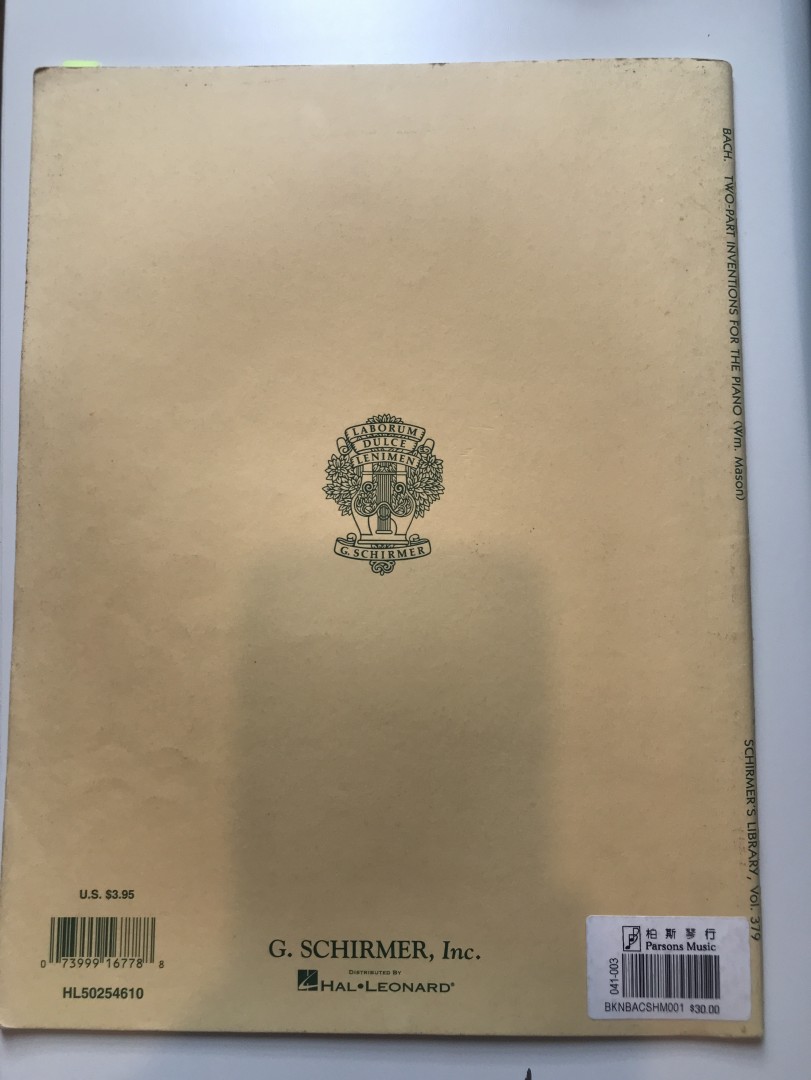 BACH. TWO-PART INVENTIONS FOR THE PIANO (Wm. Mason)
SCHIRMER'S LIBRARY, Vol. 379
LABORUM
DULCE
LENIMEN
G. SCHIRMER
U.S. $3.95
0 73999 16778 8
HL50254610
G. SCHIRMER, Inc.
DISTRIBUTED BY
HAL•LEONARD®
柏斯琴行
Parsons Music
041-003
BKNBACSHM001 $30.00